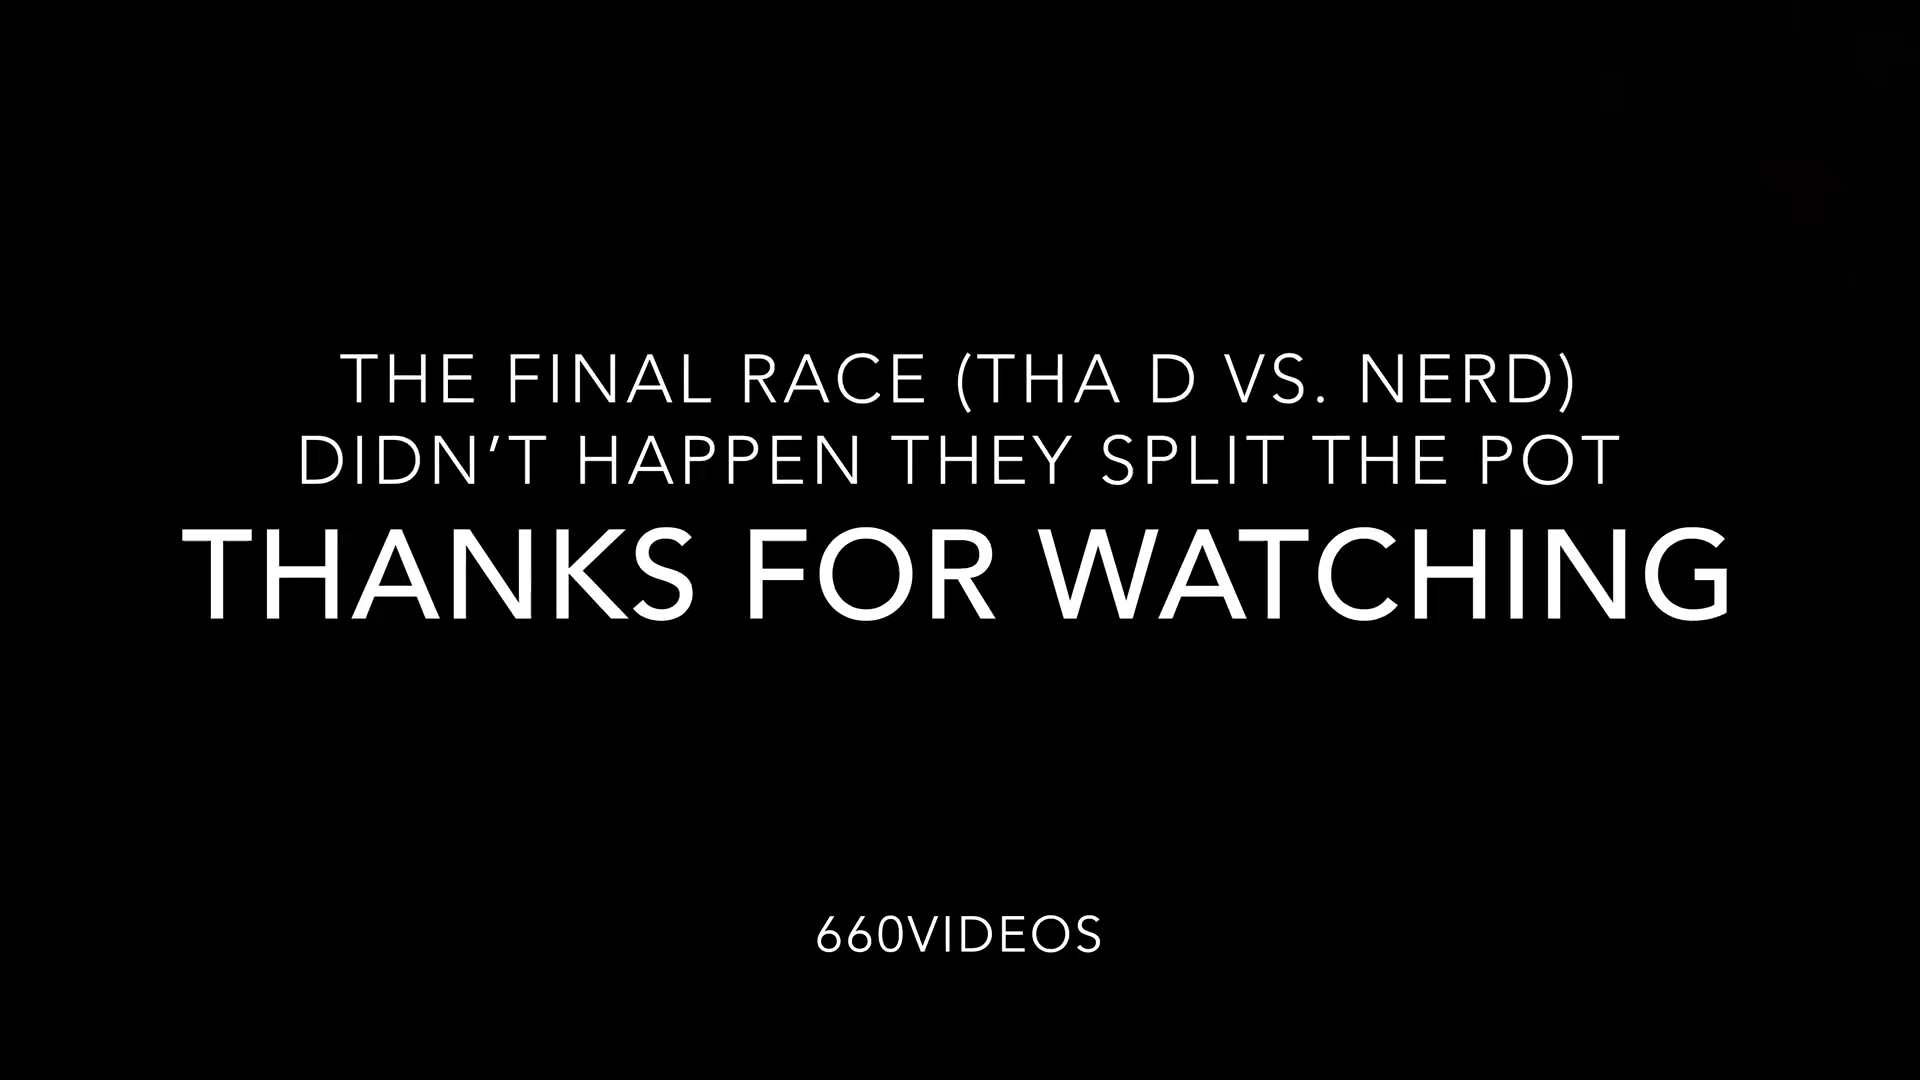 THE FINAL RACE (THA D VS. NERD)
DIDN’T HAPPEN THEY SPLIT THE POT
THANKS FOR WATCHING
660VIDEOS